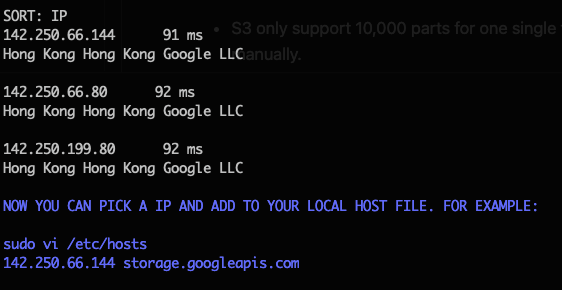 SORT: IP
142.250.66.144 91 ms
Hong Kong Hong Kong Google LLC
142.250.66.80 92 ms
Hong Kong Hong Kong Google LLC
142.250.199.80 92 ms
Hong Kong Hong Kong Google LLC
NOW YOU CAN PICK A IP AND ADD TO YOUR LOCAL HOST FILE. FOR EXAMPLE:
sudo vi /etc/hosts
142.250.66.144 storage.googleapis.com
• S3 only support 10,000 parts for one single
manually.